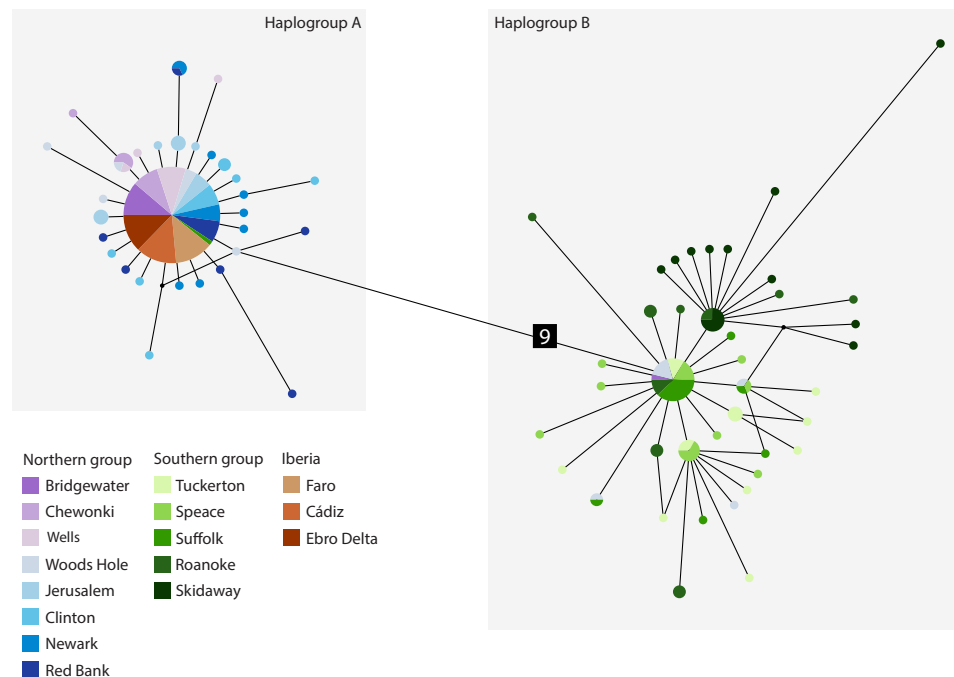 Haplogroup A
Haplogroup B
9
Northern group
Bridgewater
Chewonki
Wells
Woods Hole
Jerusalem
Clinton
Newark
Red Bank
Southern group
Tuckerton
Speace
Suffolk
Roanoke
Skidaway
Iberia
Faro
Cádiz
Ebro Delta